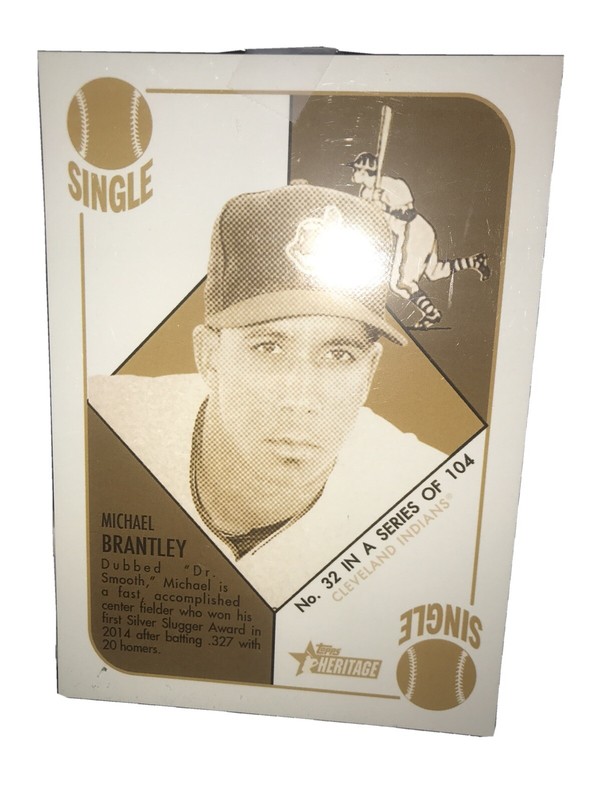 SINGLE
MICHAEL
BRANTLEY
Dubbed "Dr.
Smooth," Michael is
a fast, accomplished
center fielder who won his
first Silver Slugger Award in
2014 after batting .327 with
20 homers.
No. 32 IN A SERIES OF 104
CLEVELAND INDIANS®
Topps
HERITAGE
SINGLE